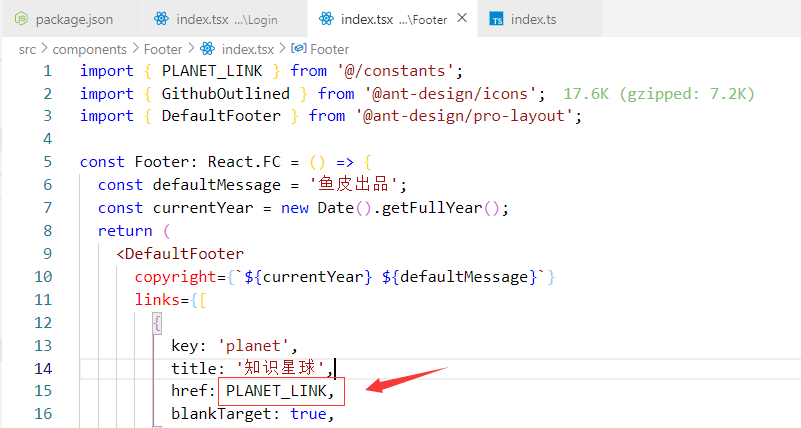 package.json index.tsx ...\Login index.tsx ...\Footer × TS index.ts
src > components > Footer > index.tsx > Footer
1 import { PLANET_LINK } from '@/constants';
2 import { GithubOutlined } from '@ant-design/icons'; 17.6K (gzipped: 7.2K)
3 import { DefaultFooter } from '@ant-design/pro-layout';
4
5 const Footer: React.FC = () => {
6 const defaultMessage = '鱼皮出品';
7 const currentYear = new Date().getFullYear();
8 return (
9 <DefaultFooter
10 copyright={`${currentYear} ${defaultMessage}`}
11 links={[
12 {
13 key: 'planet',
14 title: '知识星球',
15 href: PLANET_LINK,
16 blankTarget: true,